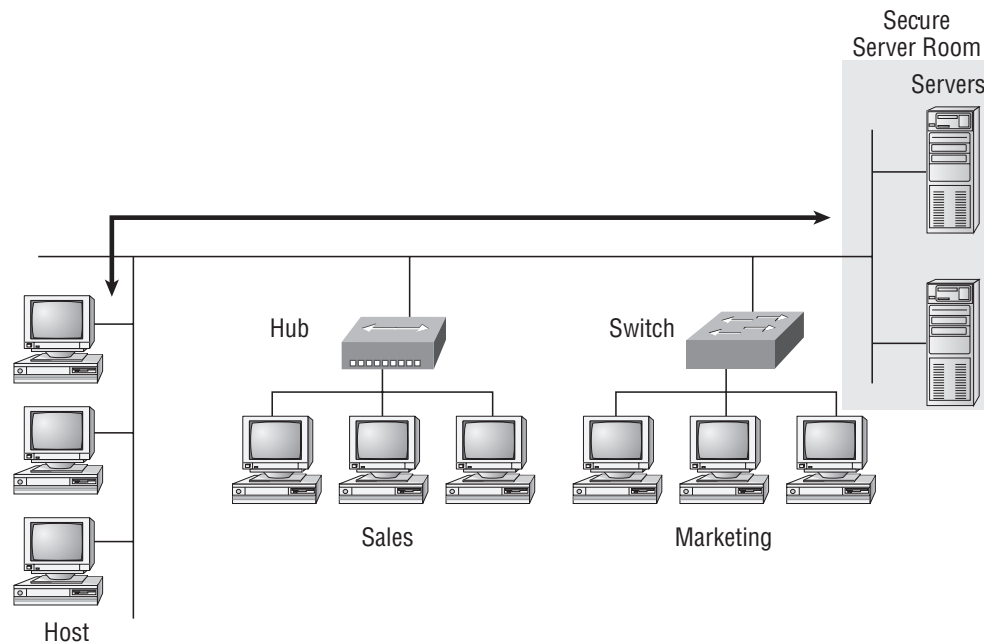 Secure
Server Room
Servers
Hub
Switch
Sales
Marketing
Host